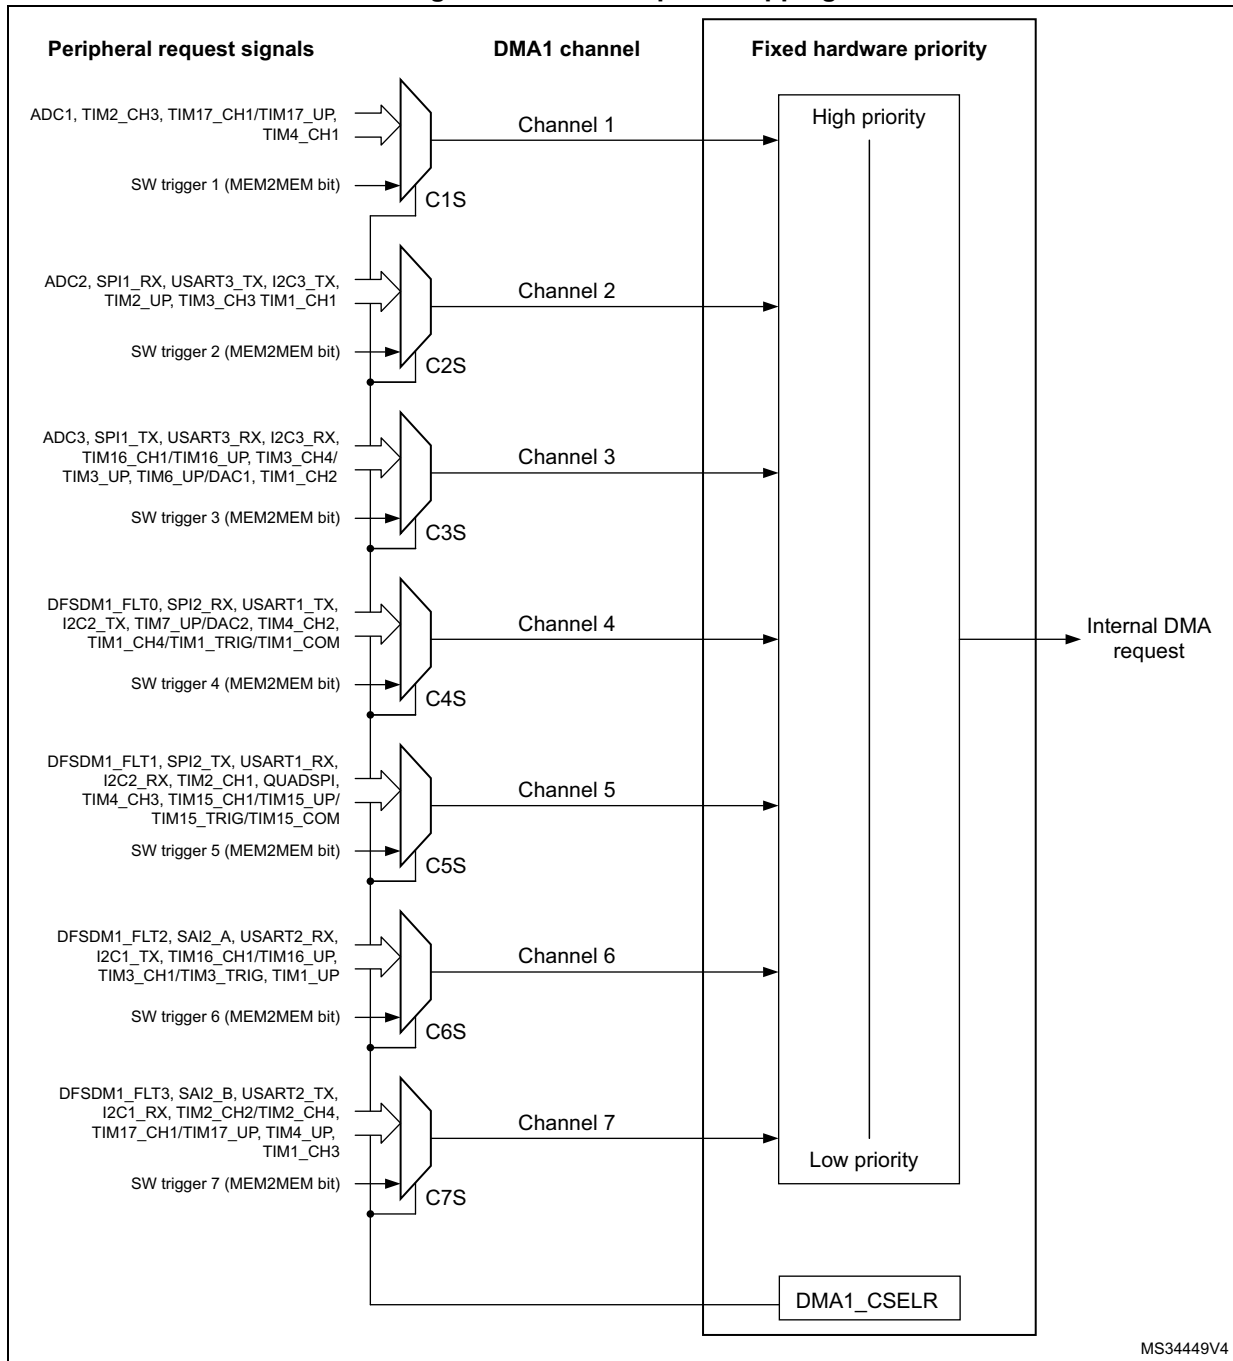 Peripheral request signals
DMA1 channel
Fixed hardware priority
High priority
ADC1, TIM2_CH3, TIM17_CH1/TIM17_UP,
TIM4_CH1
Channel 1
SW trigger 1 (MEM2MEM bit)
C1S
ADC2, SPI1_RX, USART3_TX, I2C3_TX,
TIM2_UP, TIM3_CH3 TIM1_CH1
Channel 2
SW trigger 2 (MEM2MEM bit)
C2S
ADC3, SPI1_TX, USART3_RX, I2C3_RX,
TIM16_CH1/TIM16_UP, TIM3_CH4/
TIM3_UP, TIM6_UP/DAC1, TIM1_CH2
Channel 3
SW trigger 3 (MEM2MEM bit)
C3S
DFSDM1_FLT0, SPI2_RX, USART1_TX,
I2C2_TX, TIM7_UP/DAC2, TIM4_CH2,
TIM1_CH4/TIM1_TRIG/TIM1_COM
Channel 4
SW trigger 4 (MEM2MEM bit)
C4S
Internal DMA
request
DFSDM1_FLT1, SPI2_TX, USART1_RX,
I2C2_RX, TIM2_CH1, QUADSPI,
TIM4_CH3, TIM15_CH1/TIM15_UP/
TIM15_TRIG/TIM15_COM
Channel 5
SW trigger 5 (MEM2MEM bit)
C5S
DFSDM1_FLT2, SAI2_A, USART2_RX,
I2C1_TX, TIM16_CH1/TIM16_UP,
TIM3_CH1/TIM3_TRIG, TIM1_UP
Channel 6
SW trigger 6 (MEM2MEM bit)
C6S
DFSDM1_FLT3, SAI2_B, USART2_TX,
I2C1_RX, TIM2_CH2/TIM2_CH4,
TIM17_CH1/TIM17_UP, TIM4_UP,
TIM1_CH3
Channel 7
Low priority
SW trigger 7 (MEM2MEM bit)
C7S
DMA1_CSELR
MS34449V4